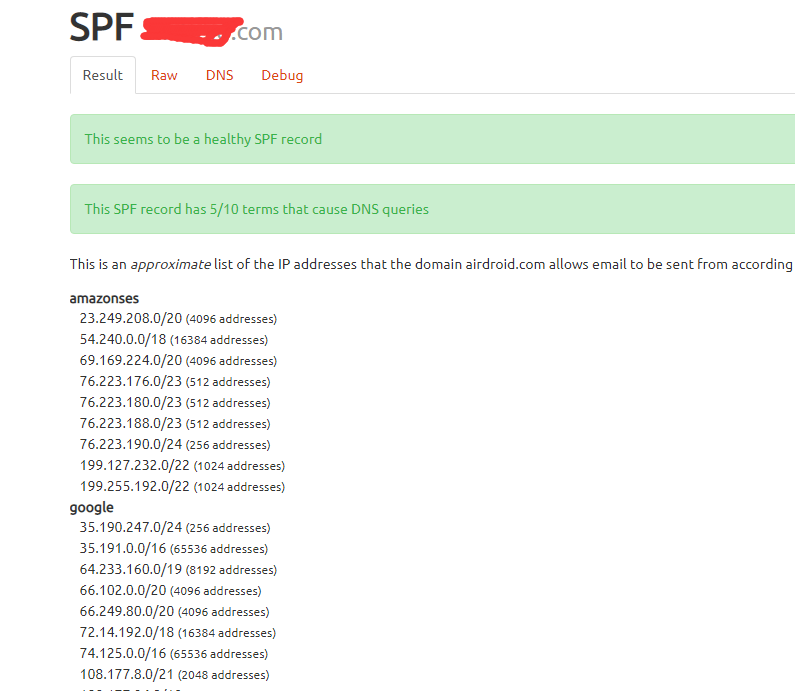 SPF .com
Result Raw DNS Debug
This seems to be a healthy SPF record
This SPF record has 5/10 terms that cause DNS queries
This is an approximate list of the IP addresses that the domain airdroid.com allows email to be sent from according
amazonses
23.249.208.0/20 (4096 addresses)
54.240.0.0/18 (16384 addresses)
69.169.224.0/20 (4096 addresses)
76.223.176.0/23 (512 addresses)
76.223.180.0/23 (512 addresses)
76.223.188.0/23 (512 addresses)
76.223.190.0/24 (256 addresses)
199.127.232.0/22 (1024 addresses)
199.255.192.0/22 (1024 addresses)
google
35.190.247.0/24 (256 addresses)
35.191.0.0/16 (65536 addresses)
64.233.160.0/19 (8192 addresses)
66.102.0.0/20 (4096 addresses)
66.249.80.0/20 (4096 addresses)
72.14.192.0/18 (16384 addresses)
74.125.0.0/16 (65536 addresses)
108.177.8.0/21 (2048 addresses)